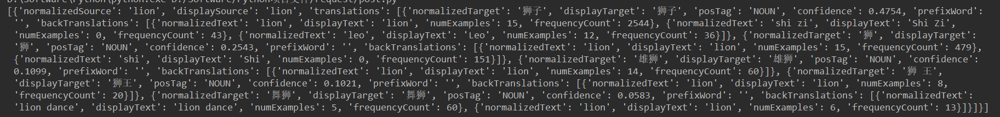 D:\Software\Python\python.exe D:/Software/Python项目文件/request/post.py
[{'normalizedSource': 'lion', 'displaySource': 'lion', 'translations': [{'normalizedTarget': '狮子', 'displayTarget': '狮子', 'posTag': 'NOUN', 'confidence': 0.4754, 'prefixWord':
'', 'backTranslations': [{'normalizedText': 'lion', 'displayText': 'lion', 'numExamples': 15, 'frequencyCount': 2544}, {'normalizedText': 'shi zi', 'displayText': 'Shi Zi',
'numExamples': 0, 'frequencyCount': 43}, {'normalizedText': 'leo', 'displayText': 'Leo', 'numExamples': 12, 'frequencyCount': 36}]}, {'normalizedTarget': '狮', 'displayTarget':
'狮', 'posTag': 'NOUN', 'confidence': 0.2543, 'prefixWord': '', 'backTranslations': [{'normalizedText': 'lion', 'displayText': 'lion', 'numExamples': 15, 'frequencyCount': 479},
{'normalizedText': 'shi', 'displayText': 'Shi', 'numExamples': 0, 'frequencyCount': 151}]}, {'normalizedTarget': '雄狮', 'displayTarget': '雄狮', 'posTag': 'NOUN', 'confidence':
0.1099, 'prefixWord': '', 'backTranslations': [{'normalizedText': 'lion', 'displayText': 'lion', 'numExamples': 14, 'frequencyCount': 60}]}, {'normalizedTarget': '狮 王',
'displayTarget': '狮王', 'posTag': 'NOUN', 'confidence': 0.1021, 'prefixWord': '', 'backTranslations': [{'normalizedText': 'lion', 'displayText': 'lion', 'numExamples': 8,
'frequencyCount': 20}]}, {'normalizedTarget': '舞狮', 'displayTarget': '舞狮', 'posTag': 'NOUN', 'confidence': 0.0583, 'prefixWord': '', 'backTranslations': [{'normalizedText':
'lion dance', 'displayText': 'lion dance', 'numExamples': 5, 'frequencyCount': 60}, {'normalizedText': 'lion', 'displayText': 'lion', 'numExamples': 6, 'frequencyCount': 13}]}]}]